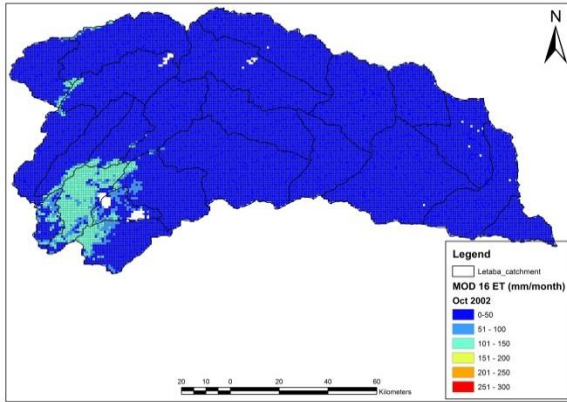 N
Legend
Letaba_catchment
MOD 16 ET (mm/month)
Oct 2002
0-50
51 - 100
101 - 150
151 - 200
201 - 250
251 - 300
20 10 0 20 40 60
Kilometers